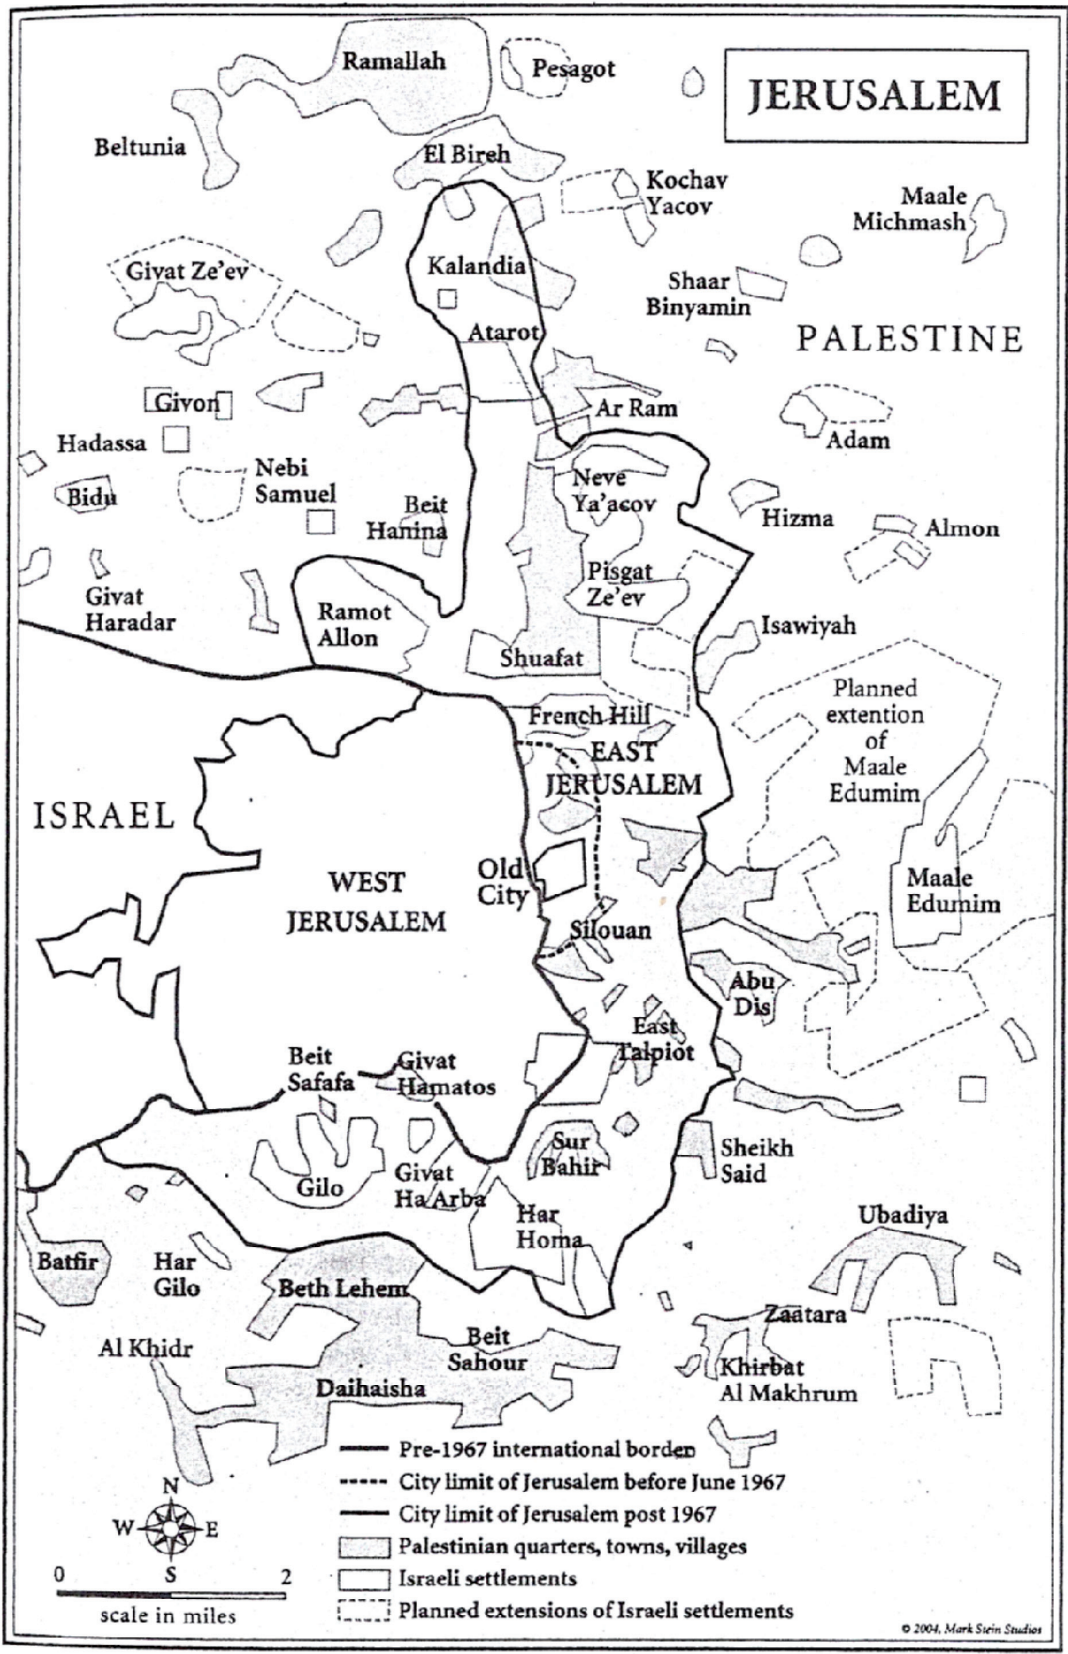 Ramallah
Pesagot
JERUSALEM
Beltunia
El Bireh
Kochav
Yacov
Maale
Michmash
Givat Ze'ev
Kalandia
Shaar
Binyamin
Atarot
PALESTINE
Givon
Ar Ram
Adam
Hadassa
Nebi
Samuel
Neve
Ya'acov
Bidu
Beit
Hanina
Hizma
Almon
Pisgat
Ze'ev
Givat
Haradar
Ramot
Allon
Isawiyah
Shuafat
Planned
extention
of
Maale
Edumim
French Hill
EAST
JERUSALEM
ISRAEL
Old
City
WEST
JERUSALEM
Maale
Edumim
Silouan
Abu
Dis
East
Talpiot
Beit
Safafa
Givat
Hamatos
Sur
Bahir
Sheikh
Said
Gilo
Givat
Ha Arba
Har
Homa
Ubadiya
Batfir
Har
Gilo
Beth Lehem
Zaatara
Al Khidr
Beit
Sahour
Khirbat
Al Makhrum
Daihaisha
Pre-1967 international border
City limit of Jerusalem before June 1967
City limit of Jerusalem post 1967
Palestinian quarters, towns, villages
Israeli settlements
Planned extensions of Israeli settlements
N
W E
S
0 2
scale in miles
© 2004, Mark Stein Studios